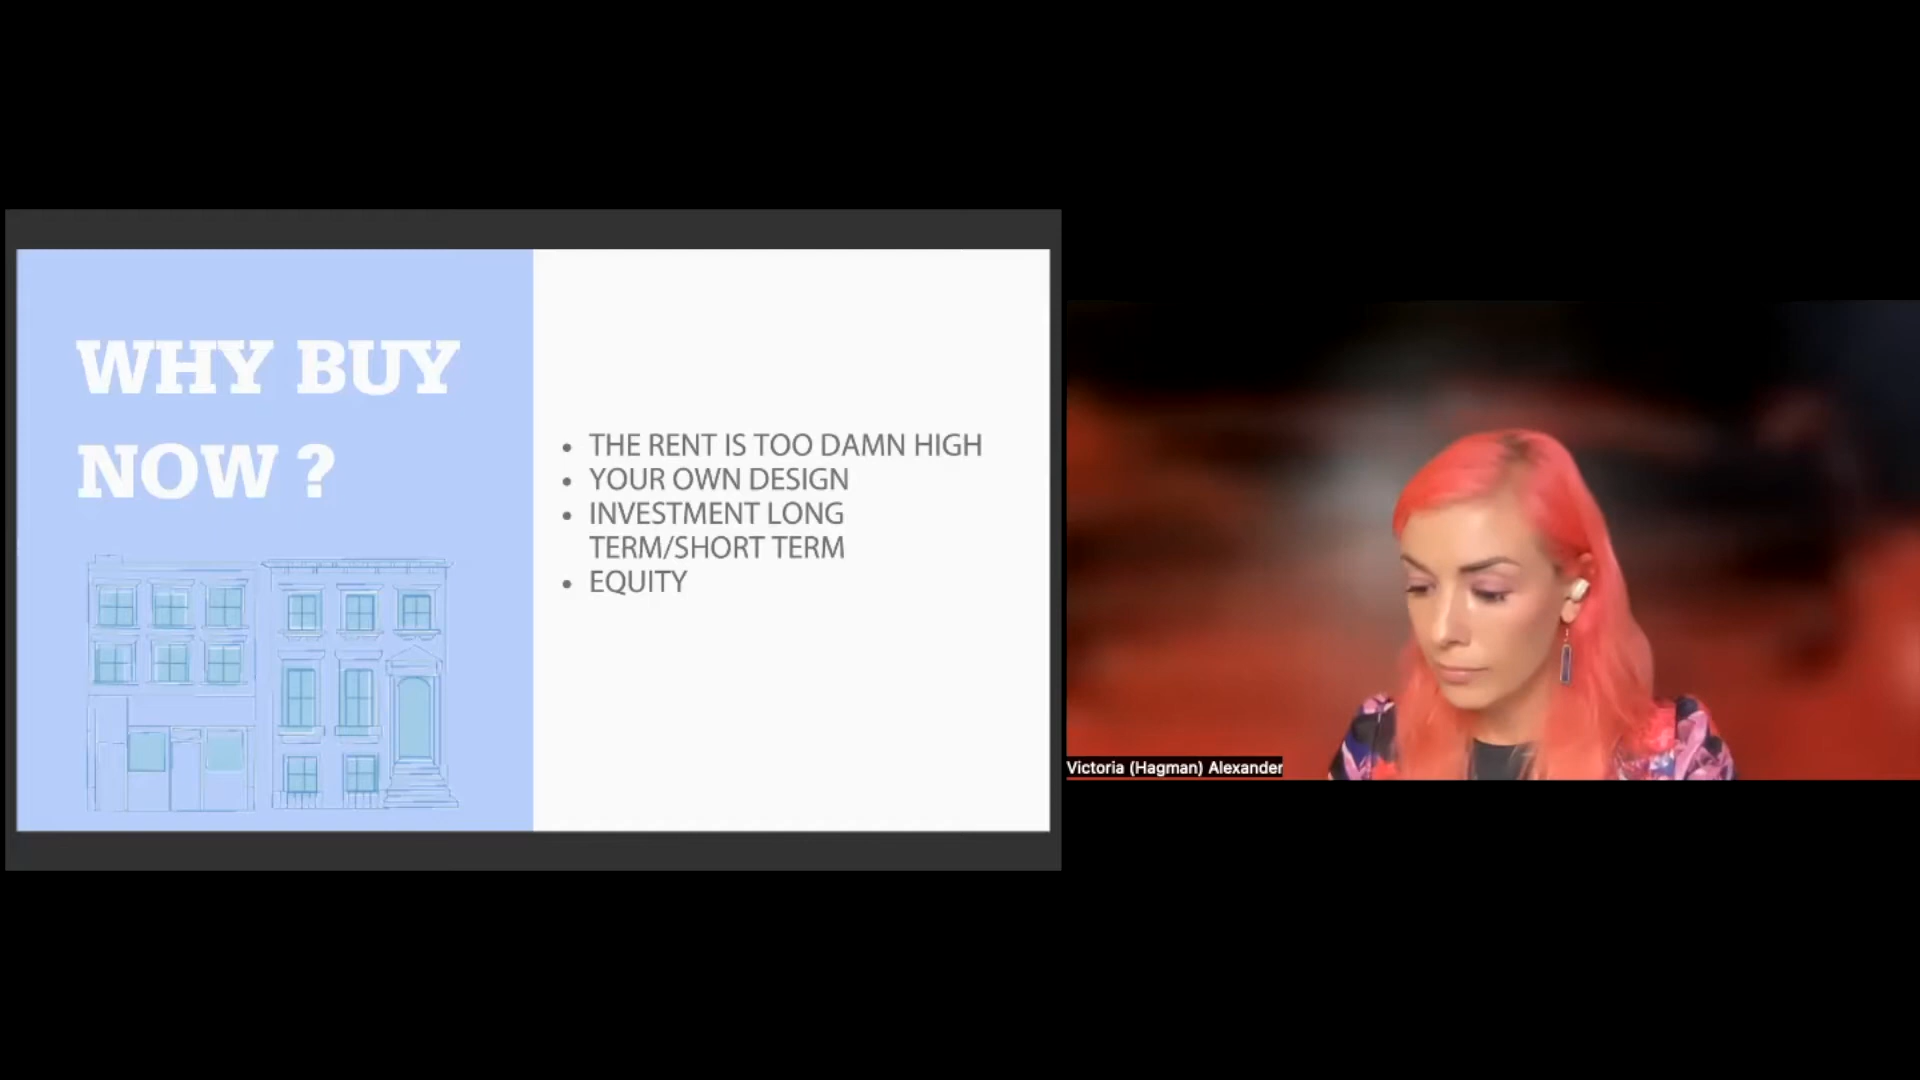 WHY BUY
NOW ?
• THE RENT IS TOO DAMN HIGH
• YOUR OWN DESIGN
• INVESTMENT LONG
TERM/SHORT TERM
• EQUITY
Victoria (Hagman) Alexander